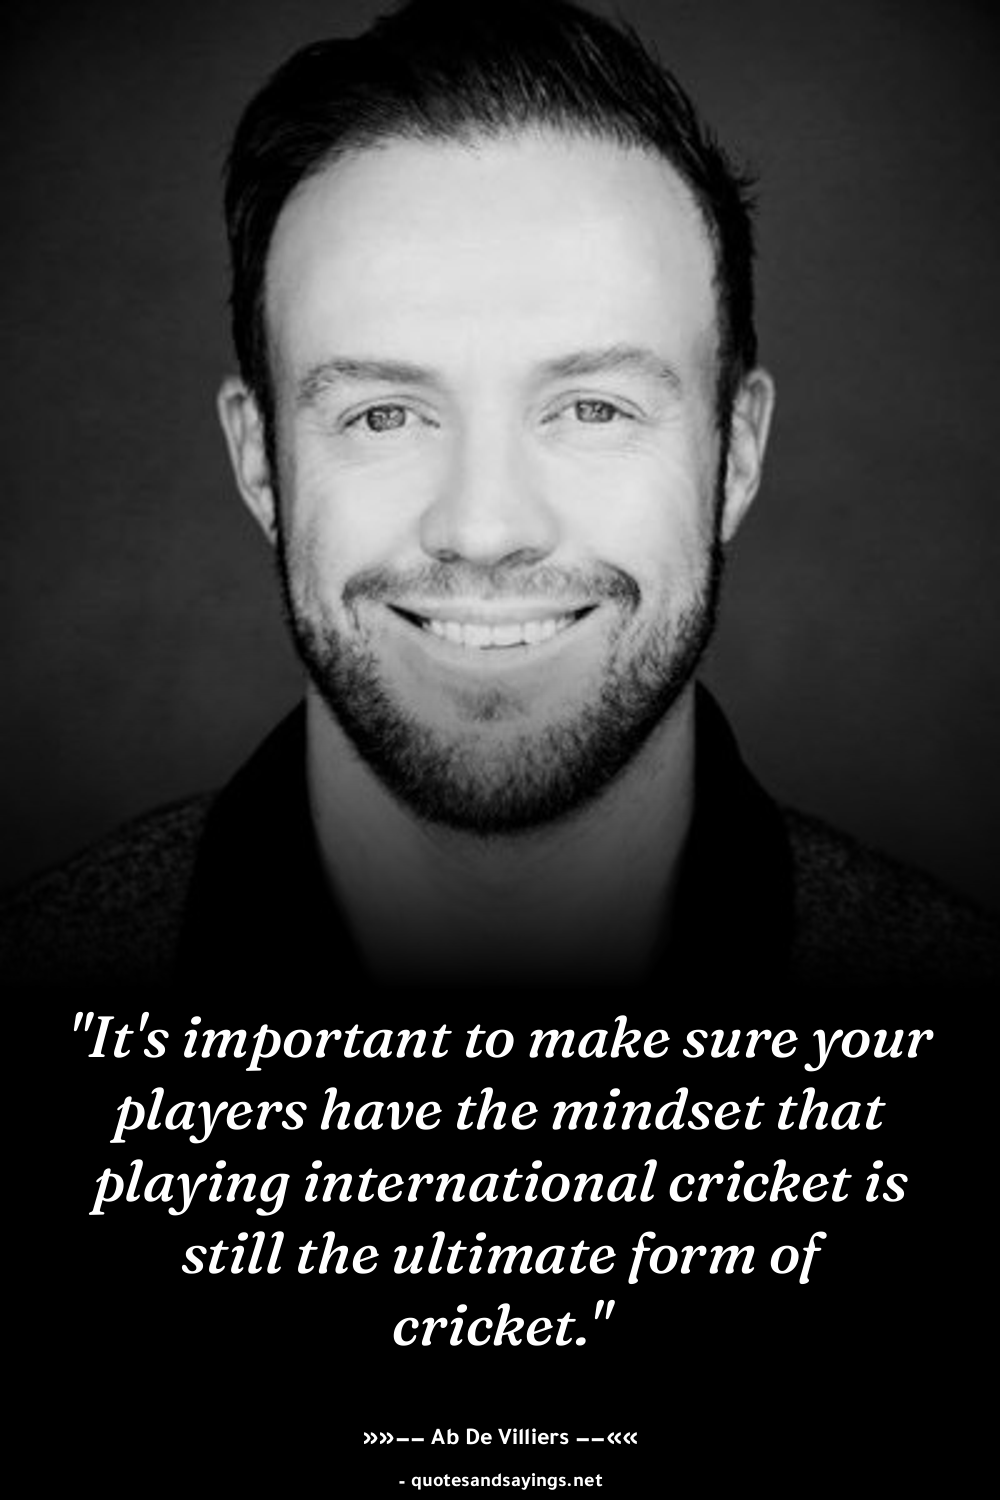 "It's important to make sure your
players have the mindset that
playing international cricket is
still the ultimate form of
cricket."
»»–– Ab De Villiers ––««
- quotesandsayings.net